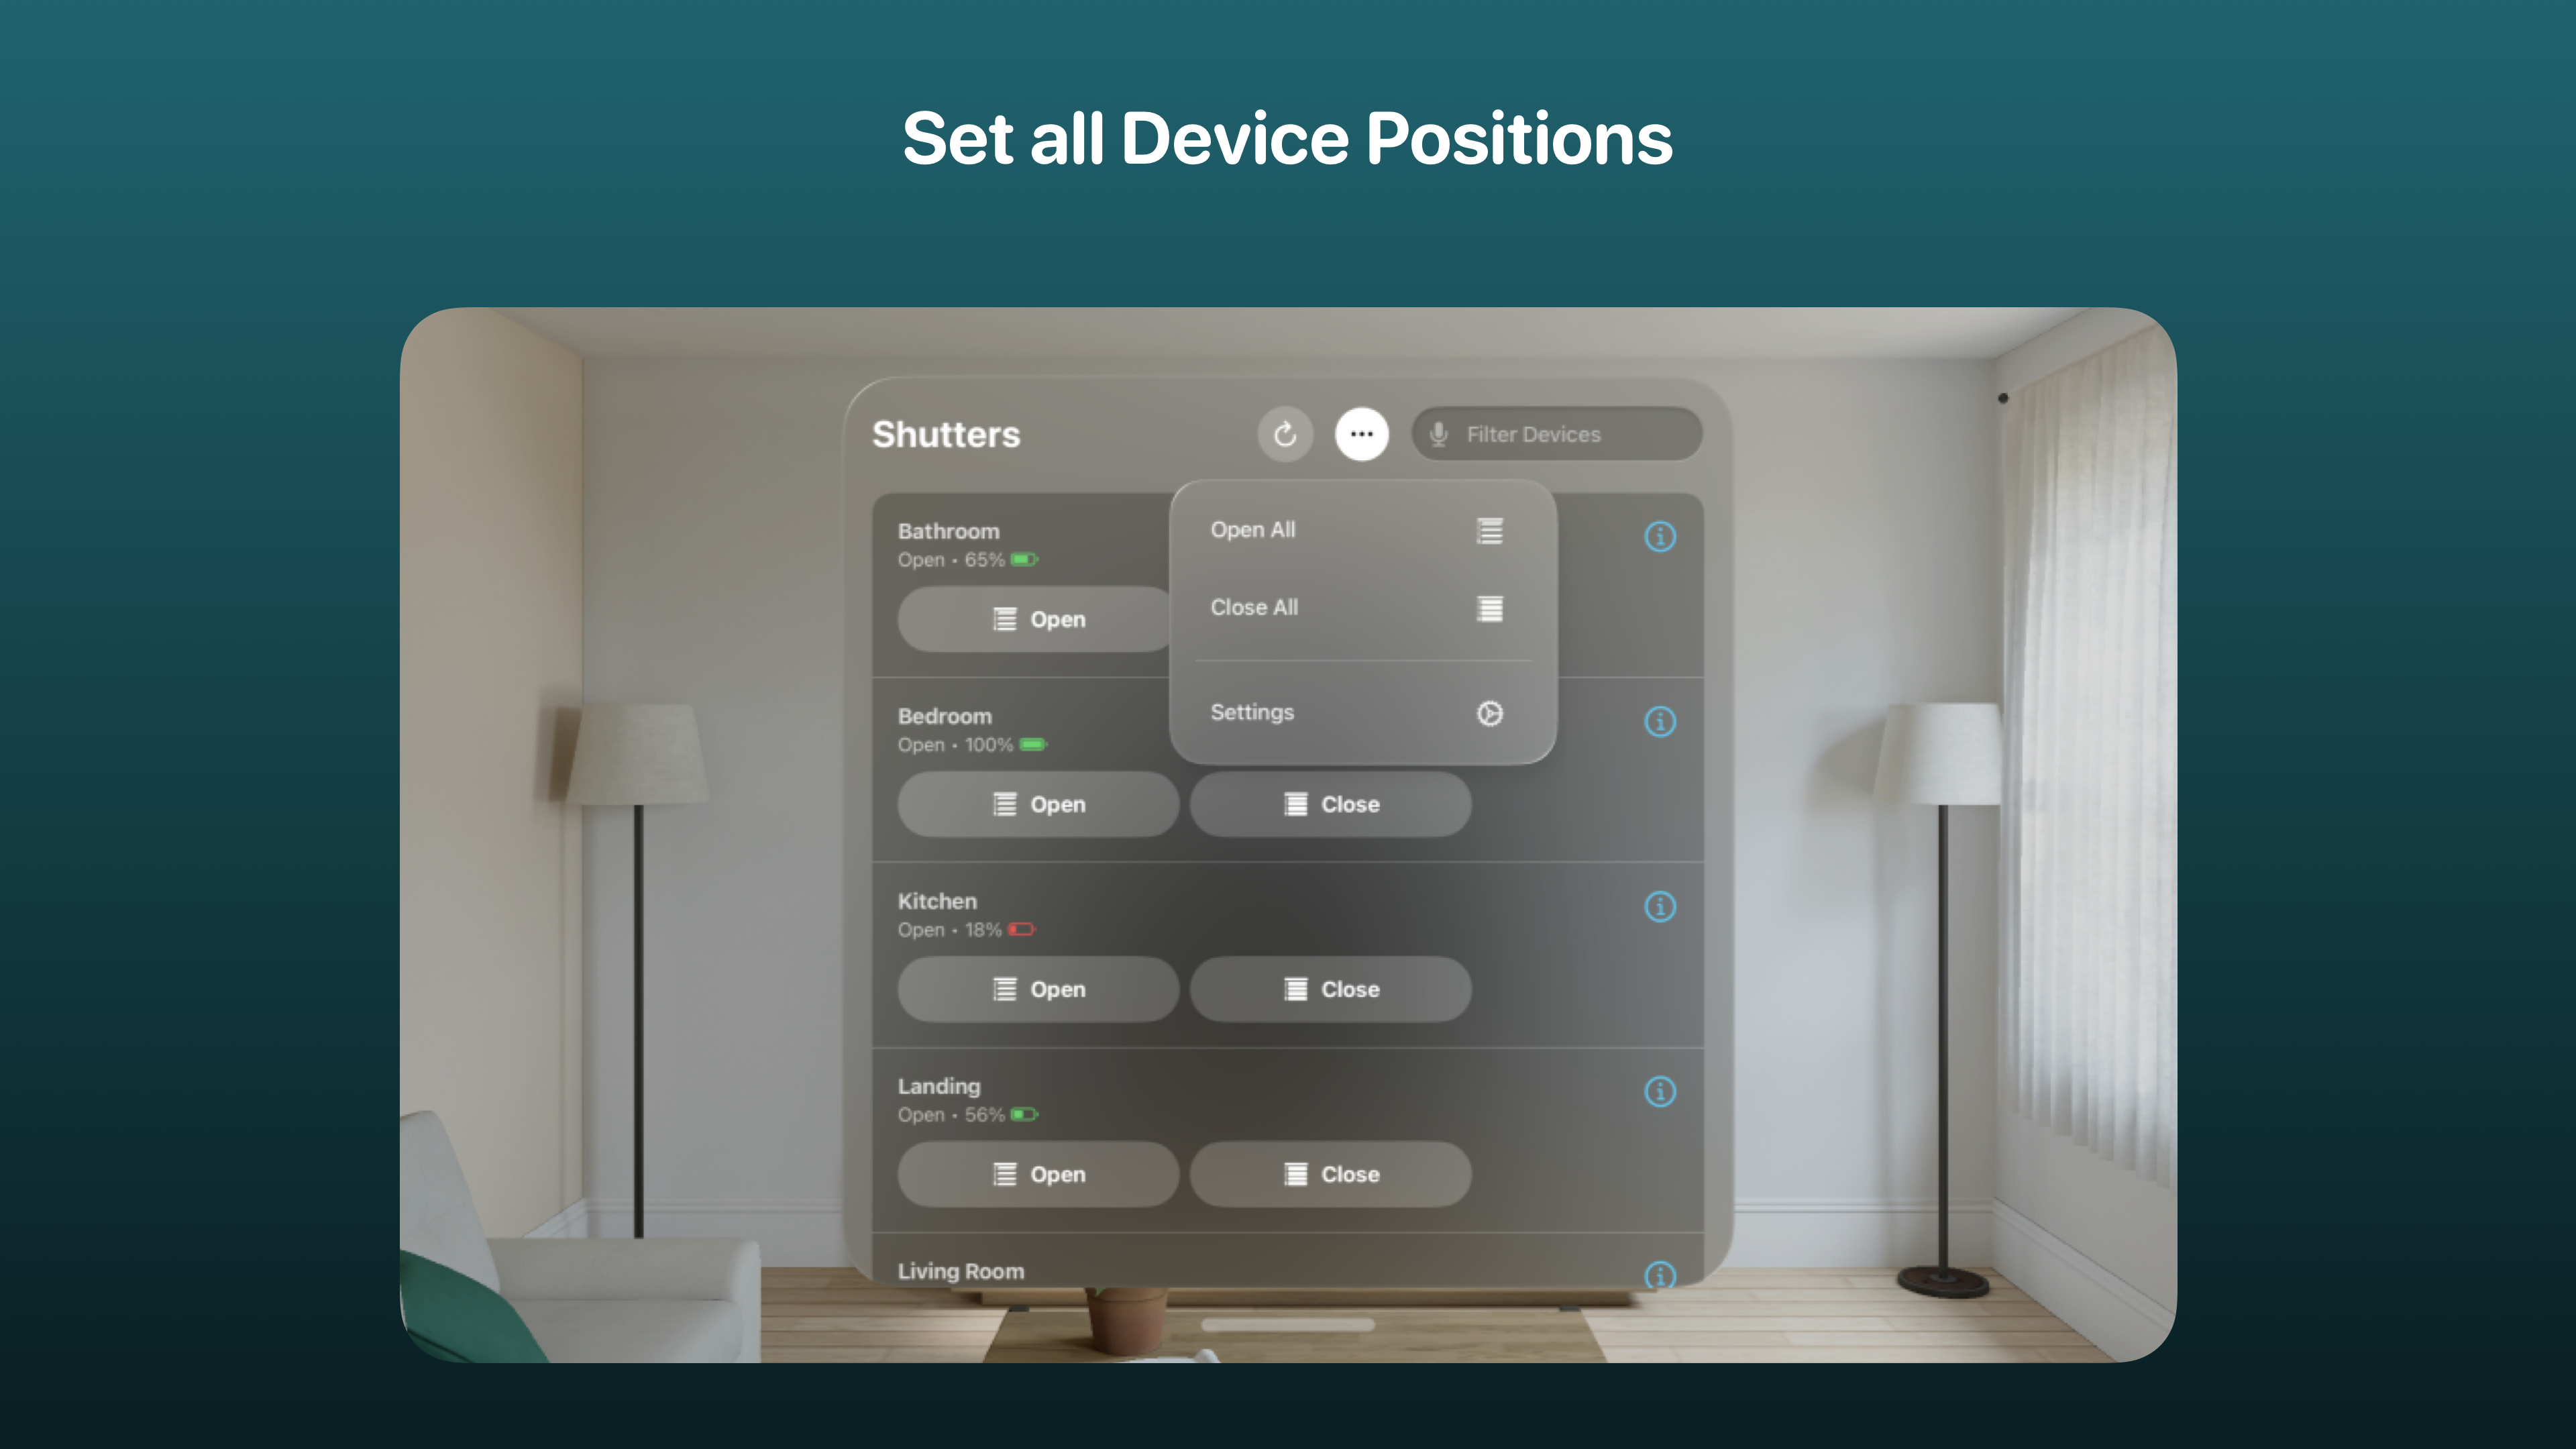 Set all Device Positions
Shutters
Filter Devices
Open All
Close All
Settings
Bathroom
Open • 65%
Open
Bedroom
Open • 100%
Open
Close
Kitchen
Open • 18%
Open
Close
Landing
Open • 56%
Open
Close
Living Room